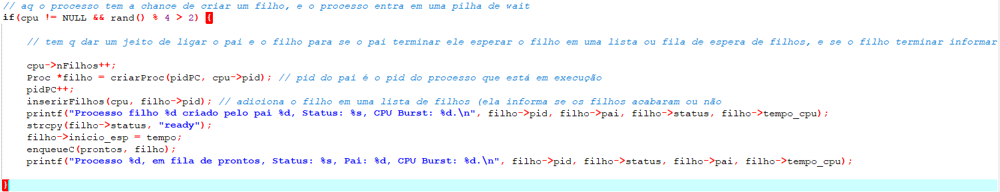 // aq o processo tem a chance de criar um filho, e o processo entra em uma pilha de wait
if(cpu != NULL && rand() % 4 > 2) {
// tem q dar um jeito de ligar o pai e o filho para se o pai terminar ele esperar o filho em uma lista ou fila de espera de filhos, e se o filho terminar informar
cpu->nFilhos++;
Proc *filho = criarProc(pidPC, cpu->pid); // pid do pai é o pid do processo que está em execução
pidPC++;
inserirFilhos(cpu, filho->pid); // adiciona o filho em uma lista de filhos (ela informa se os filhos acabaram ou não
printf("Processo filho %d criado pelo pai %d, Status: %s, CPU Burst: %d.\n", filho->pid, filho->pai, filho->status, filho->tempo_cpu);
strcpy(filho->status, "ready");
filho->inicio_esp = tempo;
enqueueC(prontos, filho);
printf("Processo %d, em fila de prontos, Status: %s, Pai: %d, CPU Burst: %d.\n", filho->pid, filho->status, filho->pai, filho->tempo_cpu);
}